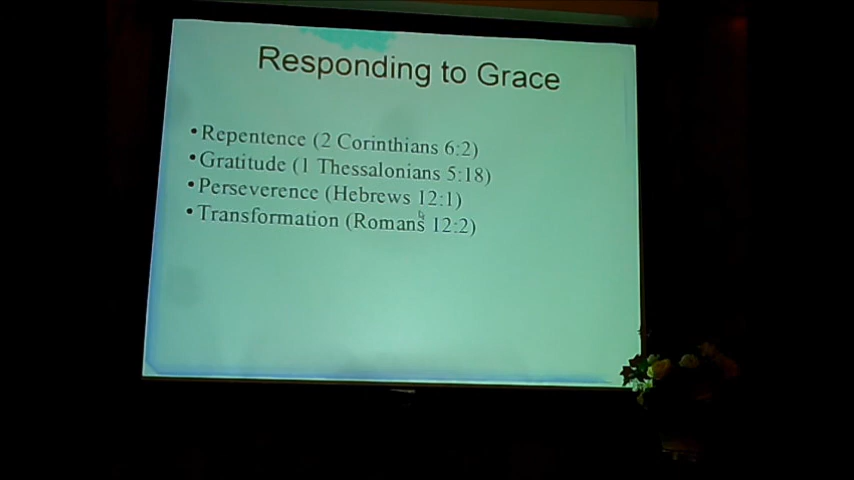 Responding to Grace
•Repentence (2 Corinthians 6:2)
•Gratitude (1 Thessalonians 5:18)
•Perseverence (Hebrews 12:1)
•Transformation (Romans 12:2)